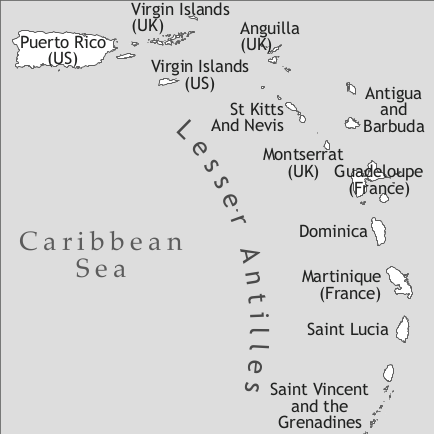 Virgin Islands
(UK)
Anguilla
(UK)
Puerto Rico
(US)
Virgin Islands
(US)
Antigua
and
Barbuda
St Kitts
And Nevis
Montserrat
(UK)
Guadeloupe
(France)
Lesser Antilles
Dominica
Caribbean
Sea
Martinique
(France)
Saint Lucia
Saint Vincent
and the
Grenadines